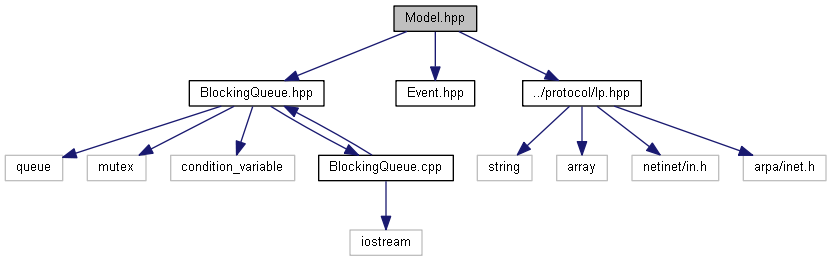 Model.hpp
BlockingQueue.hpp
Event.hpp
../protocol/Ip.hpp
queue
mutex
condition_variable
BlockingQueue.cpp
string
array
netinet/in.h
arpa/inet.h
iostream